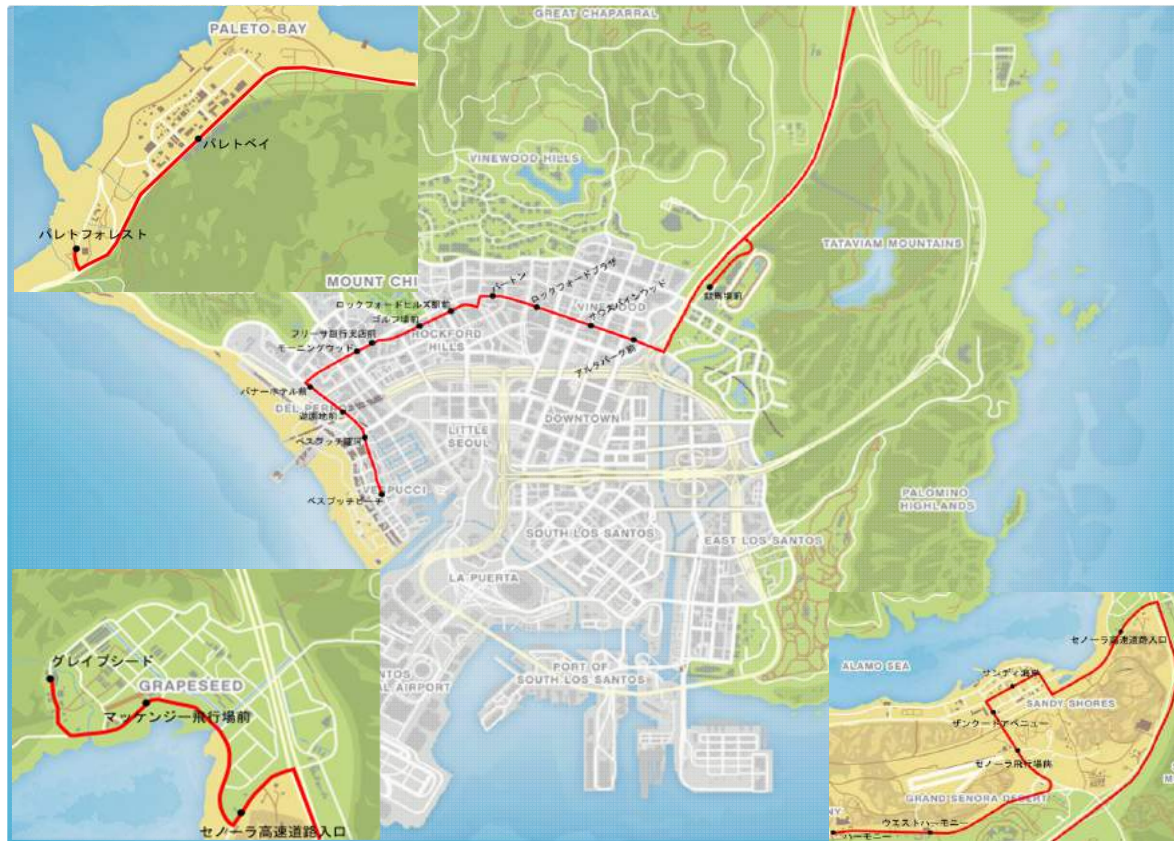 GREAT CHAPARRAL
PALETO BAY
パレトベイ
パレトフォレスト
VINEWOOD HILLS
TATAVIAM MOUNTAINS
MOUNT CHI
バートン
ロックフォードプラザ
競馬場前
ロックフォードヒルズ駅前
VINEWOOD
サウスバインウッド
ゴルフ場前
ROCKFORD
HILLS
フリーサ銀行支店前
モーニングウッド
アルタパーク前
バナーホテル前
DEL PERRO
遊園地前
LITTLE
SEOUL
DOWNTOWN
ベスプッチ運河
VESPUCCI
ベスプッチビーチ
PALOMINO
HIGHLANDS
SOUTH LOS SANTOS
EAST LOS SANTOS
LA PUERTA
PORT OF
SOUTH LOS SANTOS
NTOS
AL AIRPORT
グレイプシード
GRAPESEED
マッケンジー飛行場前
セノーラ高速道路入口
セノーラ高速道路入口
ALAMO SEA
サンディ海岸
SANDY SHORES
ザンクードアベニュー
セノーラ飛行場前
GRAND SENORA DESERT
NY
ウエストハーモニー
ハーモニー